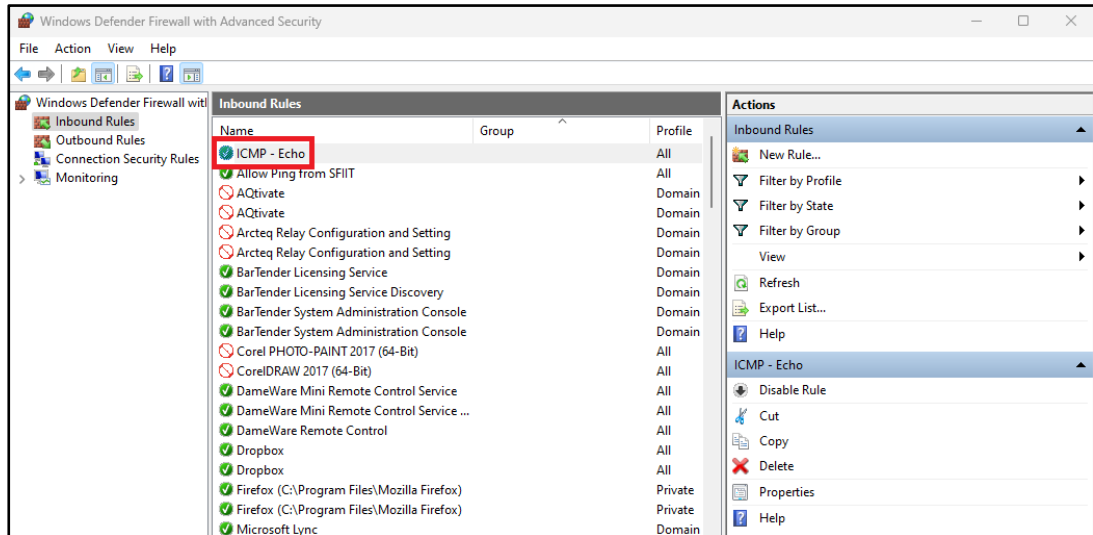 Windows Defender Firewall with Advanced Security
File Action View Help
Windows Defender Firewall witl
Inbound Rules
Outbound Rules
Connection Security Rules
Monitoring
Inbound Rules
Name Group Profile
ICMP - Echo All
Allow Ping from SFIIT All
AQtivate Domain
AQtivate Domain
Arcteq Relay Configuration and Setting Domain
Arcteq Relay Configuration and Setting Domain
BarTender Licensing Service Domain
BarTender Licensing Service Discovery Domain
BarTender System Administration Console Domain
BarTender System Administration Console Domain
Corel PHOTO-PAINT 2017 (64-Bit) All
CorelDRAW 2017 (64-Bit) All
DameWare Mini Remote Control Service All
DameWare Mini Remote Control Service ... All
DameWare Remote Control All
Dropbox All
Dropbox All
Firefox (C:\Program Files\Mozilla Firefox) Private
Firefox (C:\Program Files\Mozilla Firefox) Private
Microsoft Lync Domain
Actions
Inbound Rules
New Rule...
Filter by Profile
Filter by State
Filter by Group
View
Refresh
Export List...
Help
ICMP - Echo
Disable Rule
Cut
Copy
Delete
Properties
Help